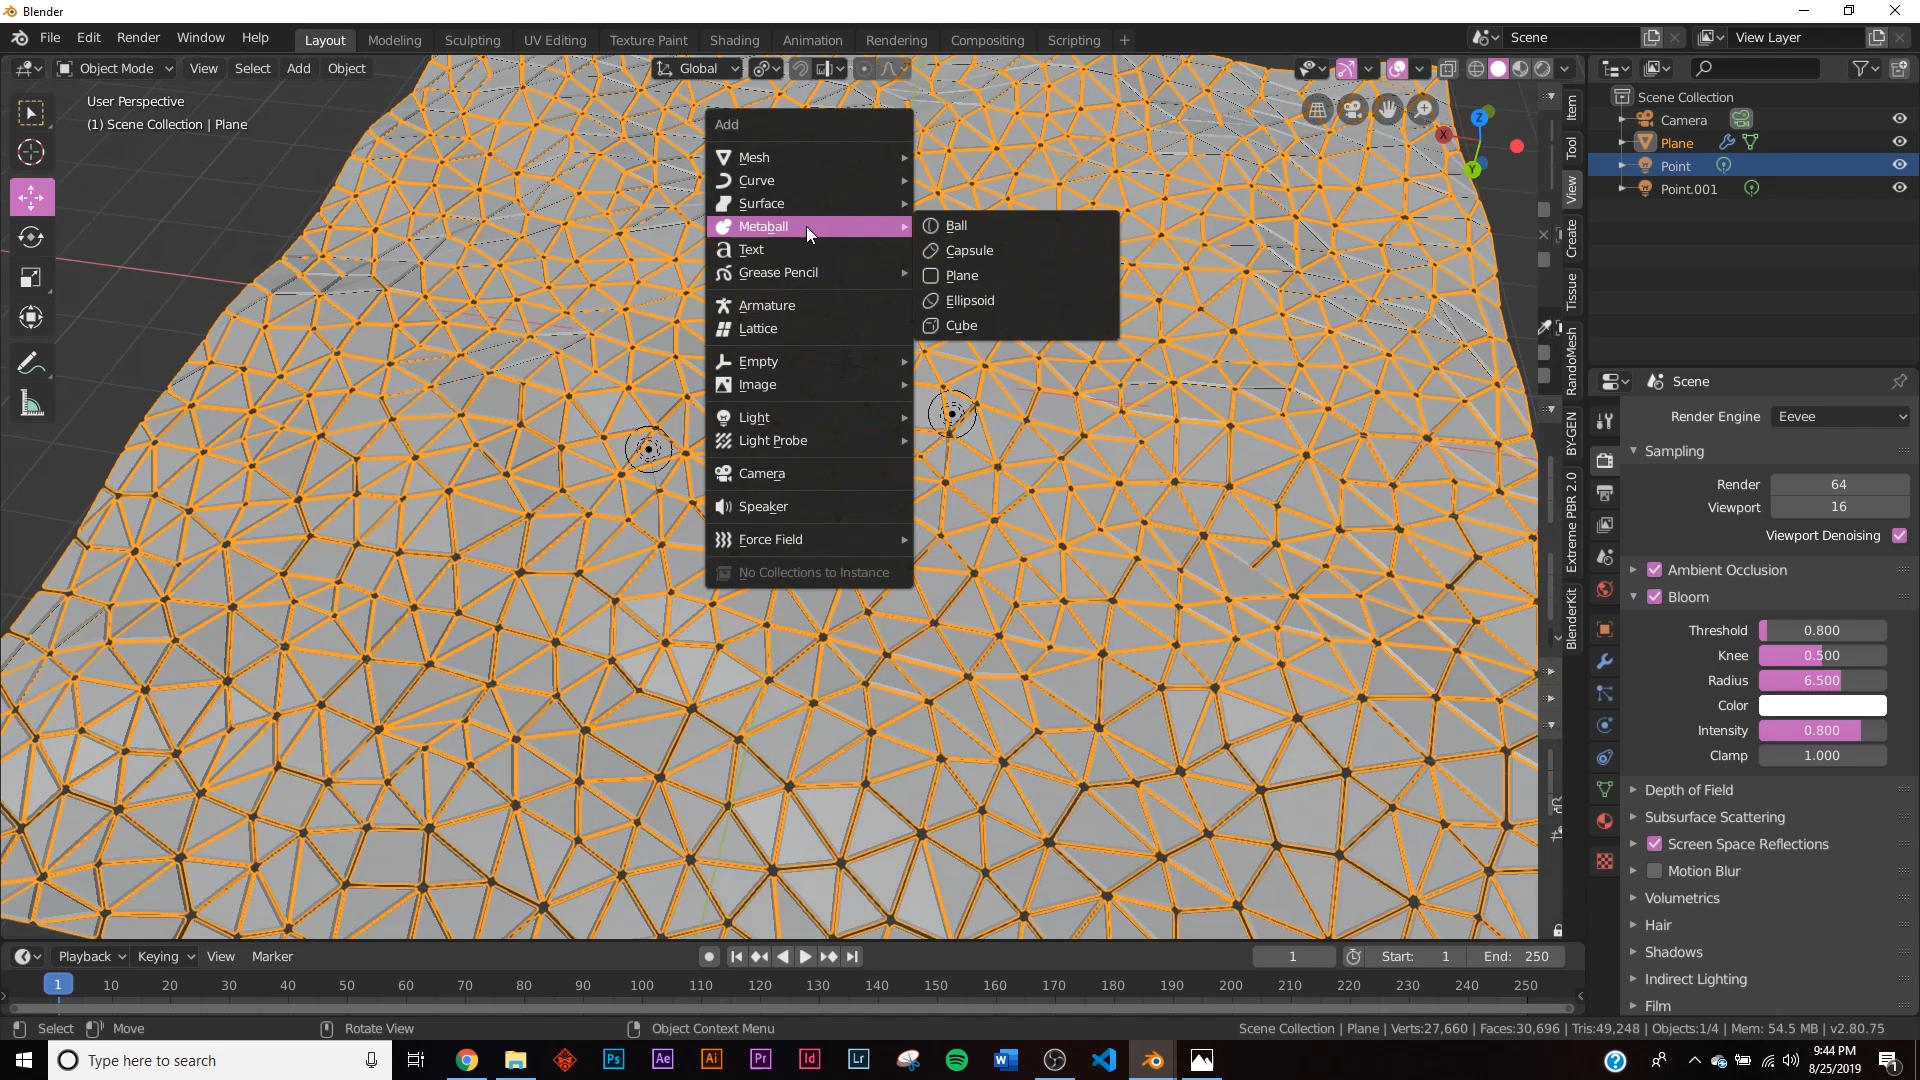 Blender
File Edit Render Window Help Layout Modeling Sculpting UV Editing Texture Paint Shading Animation Rendering Compositing Scripting + Scene View Layer
Object Mode View Select Add Object Global
User Perspective
(1) Scene Collection | Plane
Add
Mesh
Curve
Surface
Metaball
Text
Grease Pencil
Armature
Lattice
Empty
Image
Light
Light Probe
Camera
Speaker
Force Field
No Collections to Instance
Ball
Capsule
Plane
Ellipsoid
Cube
Z
X
Y
Item
Tool
View
Create
Tissue
RandoMesh
BY-GEN
Extreme PBR 2.0
BlenderKit
Scene Collection
Camera
Plane
Point
Point.001
Scene
Render Engine Eevee
Sampling
Render 64
Viewport 16
Viewport Denoising
Ambient Occlusion
Bloom
Threshold 0.800
Knee 0.500
Radius 6.500
Color
Intensity 0.800
Clamp 1.000
Depth of Field
Subsurface Scattering
Screen Space Reflections
Motion Blur
Volumetrics
Hair
Shadows
Indirect Lighting
Film
Playback Keying View Marker 1 Start: 1 End: 250
1 10 20 30 40 50 60 70 80 90 100 110 120 130 140 150 160 170 180 190 200 210 220 230 240 250
Select Move Rotate View Object Context Menu Scene Collection | Plane | Verts:27,660 | Faces:30,696 | Tris:49,248 | Objects:1/4 | Mem: 54.5 MB | v2.80.75
Type here to search Ps Ae Ai Pr Id Lr W 9:44 PM
8/25/2019 1